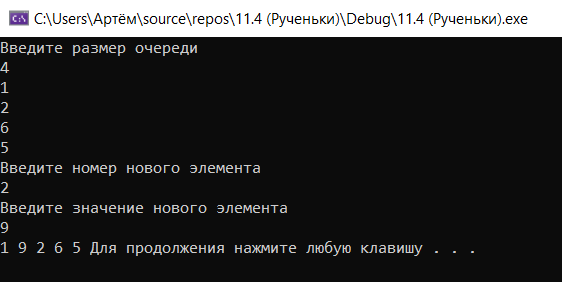 C:\Users\Артём\source\repos\11.4 (Рученьки)\Debug\11.4 (Рученьки).exe
Введите размер очереди
4
1
2
6
5
Введите номер нового элемента
2
Введите значение нового элемента
9
1 9 2 6 5 Для продолжения нажмите любую клавишу . . .